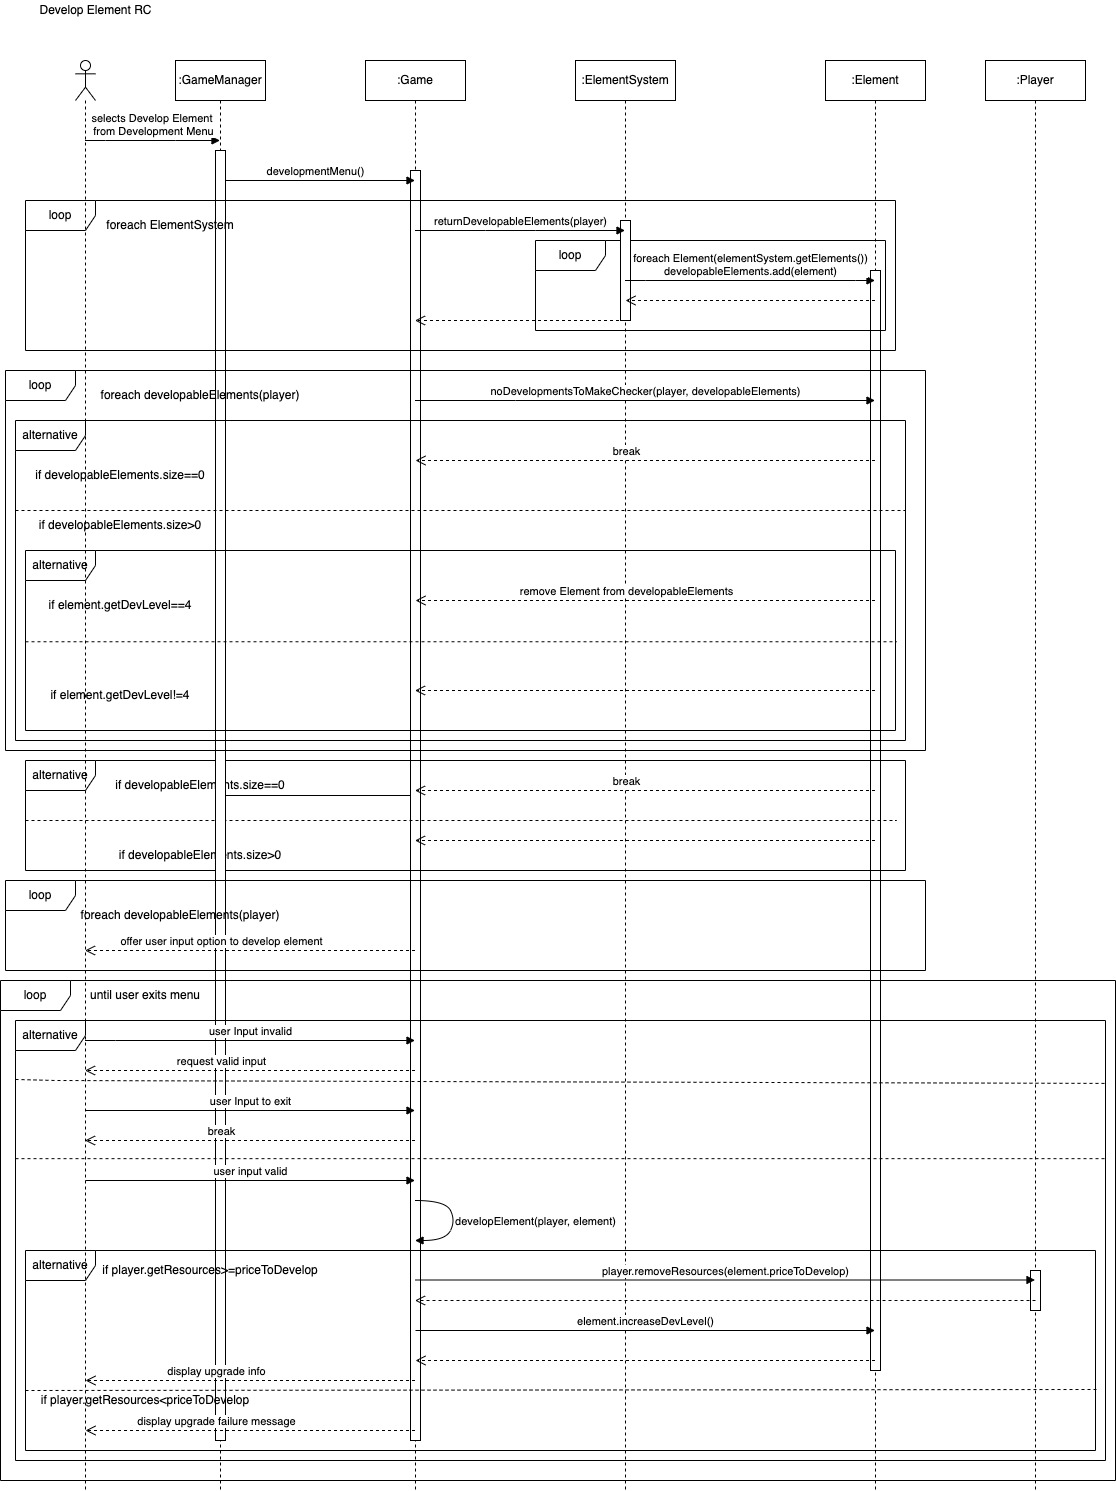 Develop Element RC
:GameManager
:Game
:ElementSystem
:Element
:Player
selects Develop Element
from Development Menu
developmentMenu()
loop
foreach ElementSystem
returnDevelopableElements(player)
loop
foreach Element(elementSystem.getElements())
developableElements.add(element)
loop
foreach developableElements(player)
noDevelopmentsToMakeChecker(player, developableElements)
alternative
break
if developableElements.size==0
if developableElements.size>0
alternative
remove Element from developableElements
if element.getDevLevel==4
if element.getDevLevel!=4
alternative
if developableElements.size==0
break
if developableElements.size>0
loop
foreach developableElements(player)
offer user input option to develop element
loop
until user exits menu
alternative
user Input invalid
request valid input
user Input to exit
break
user input valid
developElement(player, element)
alternative
if player.getResources>=priceToDevelop
player.removeResources(element.priceToDevelop)
element.increaseDevLevel()
display upgrade info
if player.getResources<priceToDevelop
display upgrade failure message